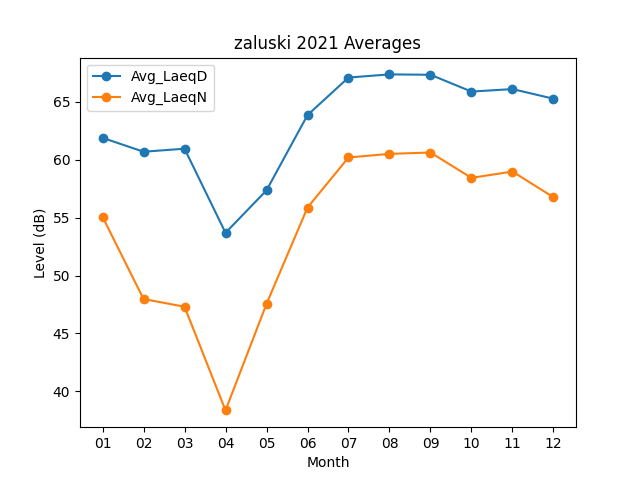 zaluski 2021 Averages
Avg_LaeqD
Avg_LaeqN
65
60
55
50
45
40
Level (dB)
01 02 03 04 05 06 07 08 09 10 11 12
Month